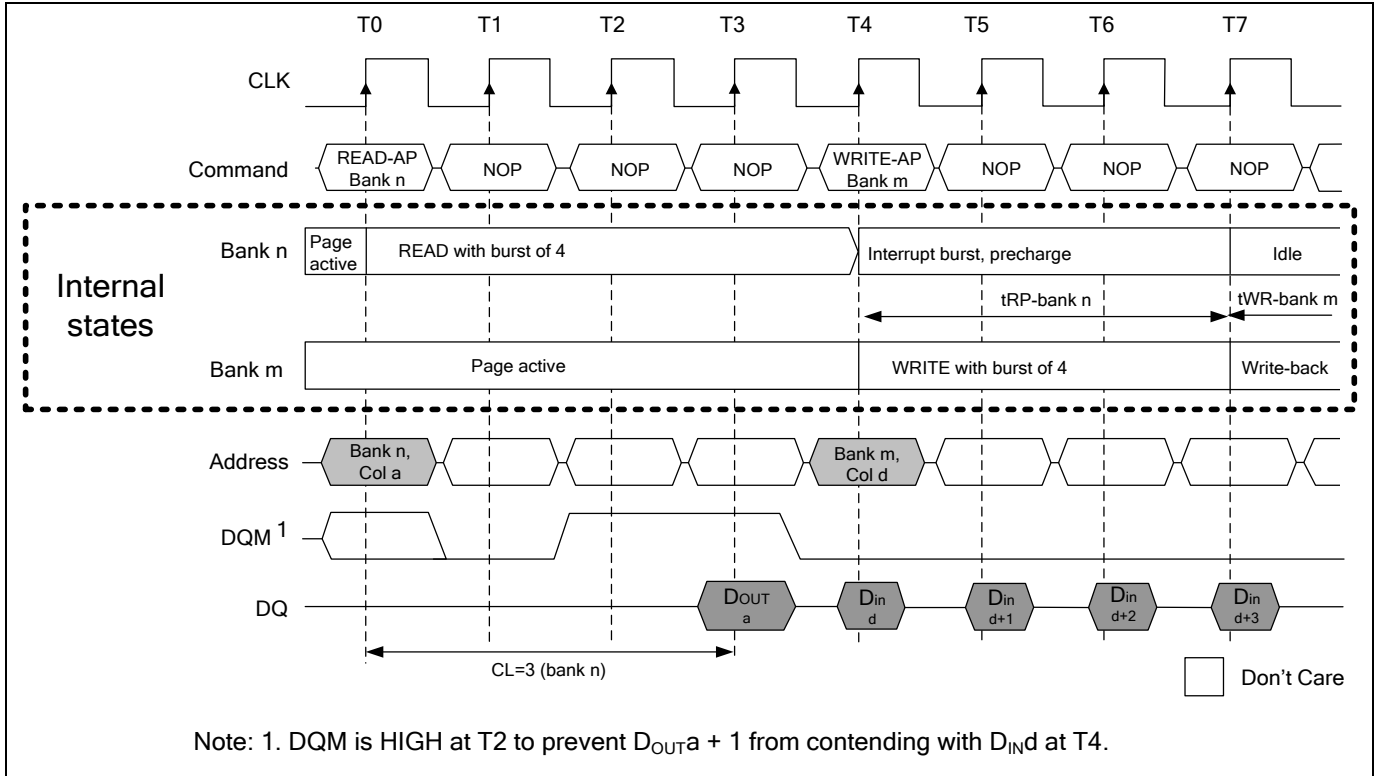 T0 T1 T2 T3 T4 T5 T6 T7
CLK
Command
READ-AP
Bank n
NOP
NOP
NOP
WRITE-AP
Bank m
NOP
NOP
NOP
Internal
states
Bank n
Page
active
READ with burst of 4
Interrupt burst, precharge
Idle
tRP-bank n
tWR-bank m
Bank m
Page active
WRITE with burst of 4
Write-back
Address
Bank n,
Col a
Bank m,
Col d
DQM 1
DQ
DOUT
a
Din
d
Din
d+1
Din
d+2
Din
d+3
CL=3 (bank n)
Don't Care
Note: 1. DQM is HIGH at T2 to prevent DOUTa + 1 from contending with DINd at T4.